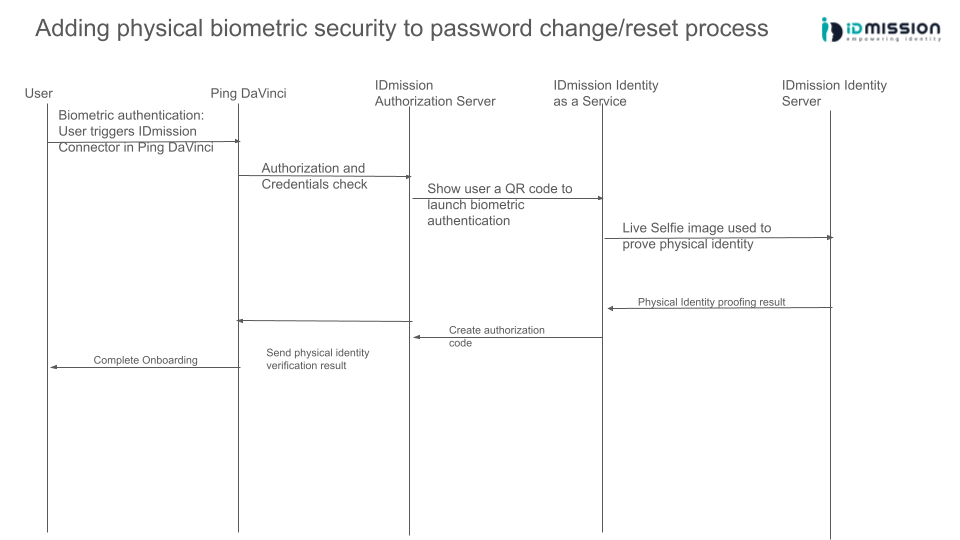 Adding physical biometric security to password change/reset process
iDmission
empowering identity
User
Ping DaVinci
IDmission
Authorization Server
IDmission Identity
as a Service
IDmission Identity
Server
Biometric authentication:
User triggers IDmission
Connector in Ping DaVinci
Authorization and
Credentials check
Show user a QR code to
launch biometric
authentication
Live Selfie image used to
prove physical identity
Physical Identity proofing result
Create authorization
code
Send physical identity
verification result
Complete Onboarding